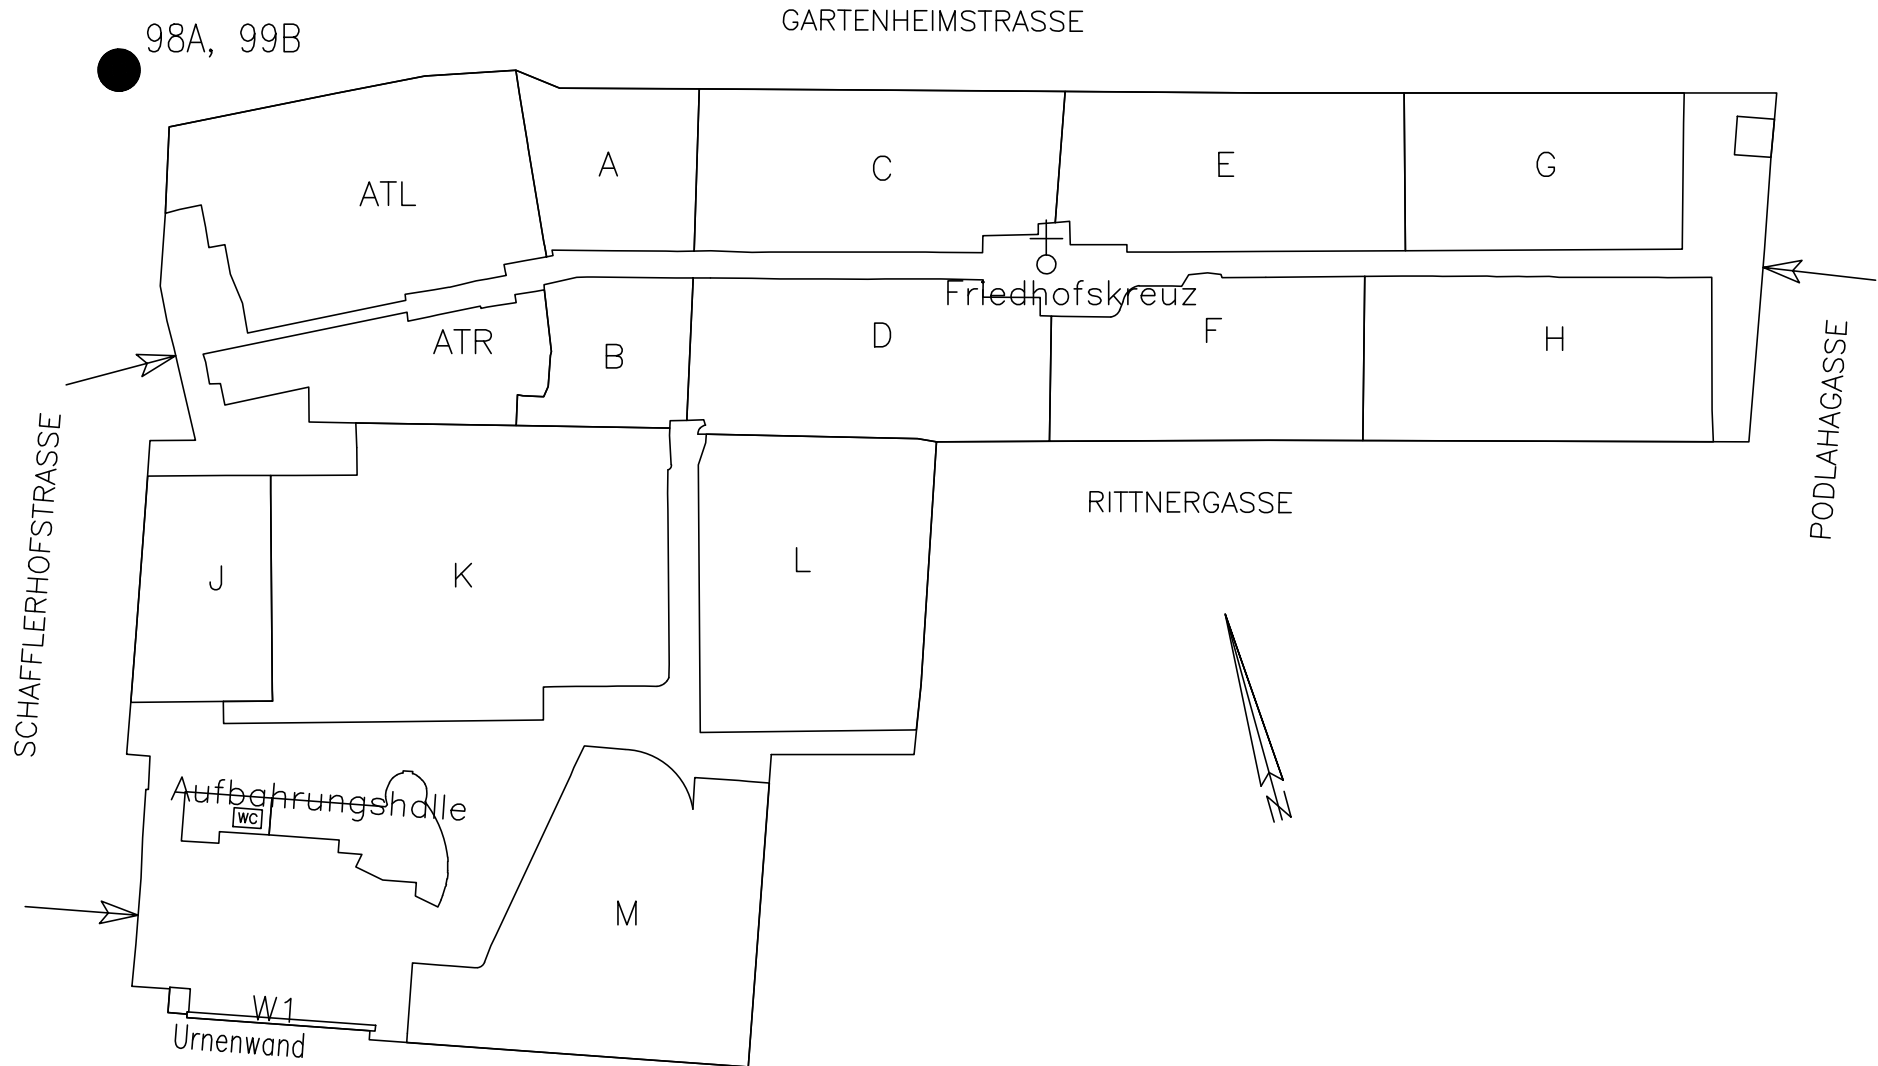 GARTENHEIMSTRASSE
98A, 99B
ATL
A
C
E
G
Friedhofskreuz
ATR
B
D
F
H
SCHAFFLERHOFSTRASSE
PODLAHAGASSE
RITTNERGASSE
J
K
L
N
Aufbahrungshalle
WC
M
W1
Urnenwand